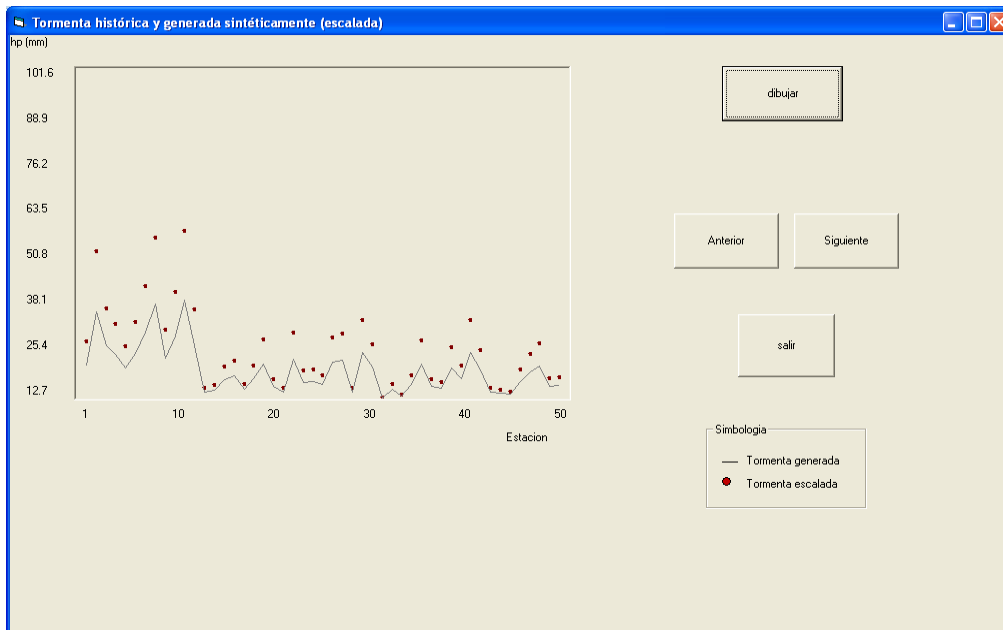 Tormenta histórica y generada sintéticamente (escalada)
hp (mm)
101.6
88.9
76.2
63.5
50.8
38.1
25.4
12.7
1 10 20 30 40 50
Estacion
dibujar
Anterior Siguiente
salir
Simbologia
Tormenta generada
Tormenta escalada